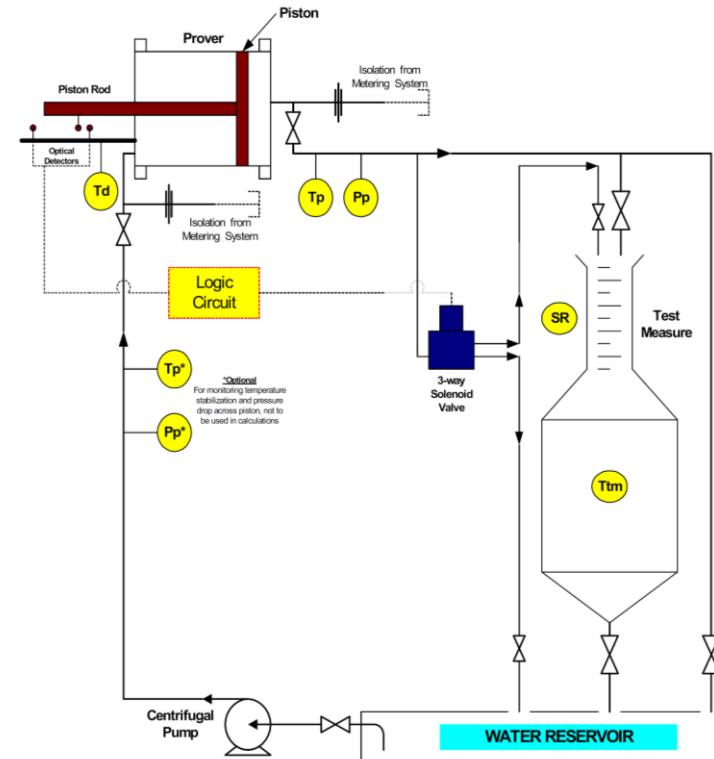 Piston
Prover
Isolation from
Metering System
Piston Rod
Optical
Detectors
Td
Tp
Pp
Isolation from
Metering System
Logic
Circuit
SR
Test
Measure
3-way
Solenoid
Valve
Tp*
*Optional
For monitoring temperature
stabilization and pressure
drop across piston, not to
be used in calculations
Pp*
Ttm
Centrifugal
Pump
WATER RESERVOIR